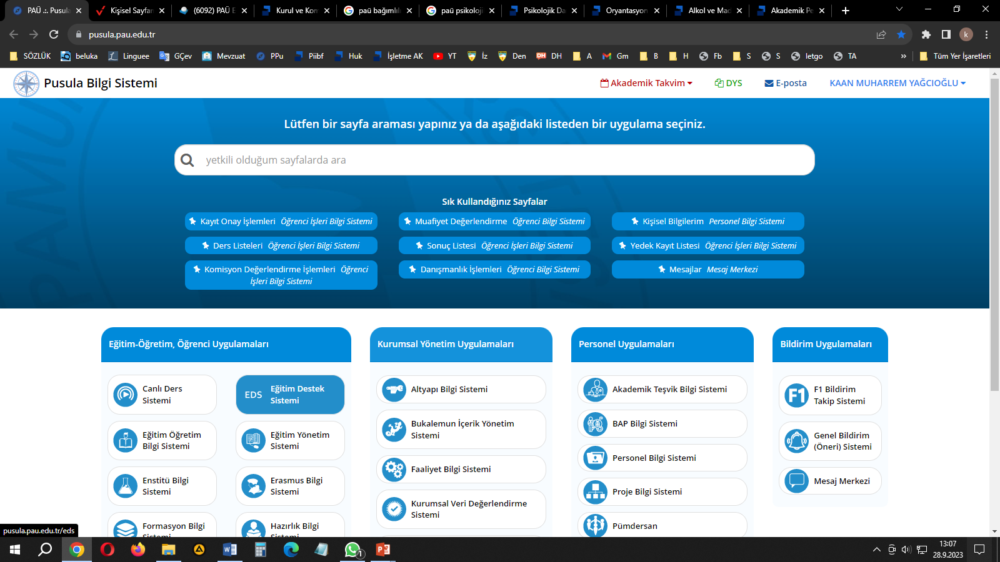 PAÜ .:. Pusula
Kişisel Sayfan
(6092) PAÜ E
Kurul ve Kom
paü bağımlılı
paü psikoloji
Psikolojik Da
Oryantasyon
Alkol ve Mad
Akademik Pe
pusula.pau.edu.tr
k
SÖZLÜK
beluka
Linguee
GÇev
Mevzuat
PPu
Piibf
Huk
İşletme AK
YT
İz
Den
DH DH
A
Gm
B
H
Fb
S
S
letgo
TA
»
Tüm Yer İşaretleri
Pusula Bilgi Sistemi
Akademik Takvim
DYS
E-posta
KAAN MUHARREM YAĞCIOĞLU
PAMU
Lütfen bir sayfa araması yapınız ya da aşağıdaki listeden bir uygulama seçiniz.
yetkili olduğum sayfalarda ara
Sık Kullandığınız Sayfalar
Kayıt Onay İşlemleri Öğrenci İşleri Bilgi Sistemi
Muafiyet Değerlendirme Öğrenci Bilgi Sistemi
Kişisel Bilgilerim Personel Bilgi Sistemi
Ders Listeleri Öğrenci İşleri Bilgi Sistemi
Sonuç Listesi Öğrenci İşleri Bilgi Sistemi
Yedek Kayıt Listesi Öğrenci İşleri Bilgi Sistemi
Komisyon Değerlendirme İşlemleri Öğrenci
İşleri Bilgi Sistemi
Danışmanlık İşlemleri Öğrenci Bilgi Sistemi
Mesajlar Mesaj Merkezi
Eğitim-Öğretim, Öğrenci Uygulamaları
Canlı Ders
Sistemi
EDS
Eğitim Destek
Sistemi
Eğitim Öğretim
Bilgi Sistemi
Eğitim Yönetim
Sistemi
Enstitü Bilgi
Sistemi
Erasmus Bilgi
Sistemi
Formasyon Bilgi
Sistemi
Hazırlık Bilgi
Sistemi
Kurumsal Yönetim Uygulamaları
Altyapı Bilgi Sistemi
Bukalemun İçerik Yönetim
Sistemi
Faaliyet Bilgi Sistemi
Kurumsal Veri Değerlendirme
Sistemi
Personel Uygulamaları
Akademik Teşvik Bilgi Sistemi
BAP Bilgi Sistemi
Personel Bilgi Sistemi
Proje Bilgi Sistemi
Pümdersan
Bildirim Uygulamaları
F1
F1 Bildirim
Takip Sistemi
Genel Bildirim
(Öneri) Sistemi
Mesaj Merkezi
pusula.pau.edu.tr/eds
1
13:07
28.9.2023